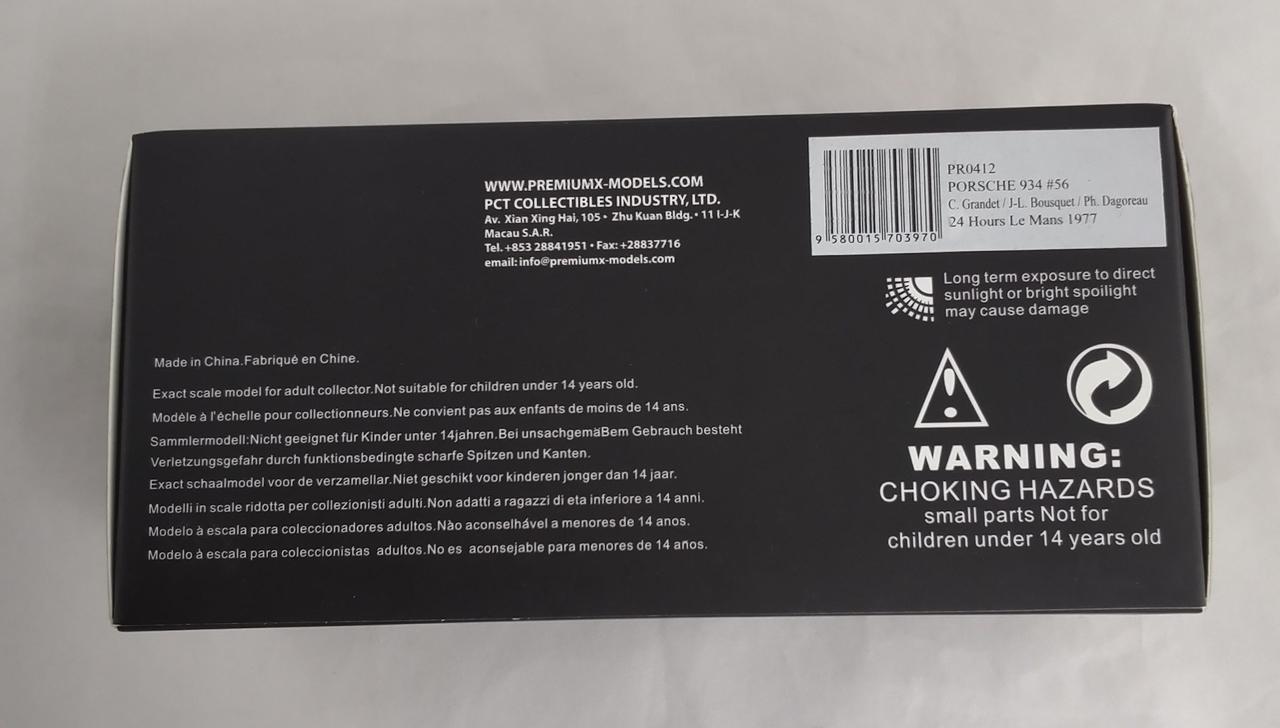 WWW.PREMIUMX-MODELS.COM
PCT COLLECTIBLES INDUSTRY, LTD.
Av. Xian Xing Hai, 105 • Zhu Kuan Bldg. • 11 I-J-K
Macau S.A.R.
Tel. +853 28841951 • Fax: +28837716
email: info@premiumx-models.com
PR0412
PORSCHE 934 #56
C. Grandet / J-L. Bousquet / Ph. Dagoreau
24 Hours Le Mans 1977
9 580015 703970
Long term exposure to direct
sunlight or bright spoilight
may cause damage
Made in China.Fabriqué en Chine.
Exact scale model for adult collector.Not suitable for children under 14 years old.
Modèle à l'échelle pour collectionneurs.Ne convient pas aux enfants de moins de 14 ans.
Sammlermodell:Nicht geeignet für Kinder unter 14jahren.Bei unsachgemäBem Gebrauch besteht
Verletzungsgefahr durch funktionsbedingte scharfe Spitzen und Kanten.
Exact schaalmodel voor de verzamellar.Niet geschikt voor kinderen jonger dan 14 jaar.
Modelli in scale ridotta per collezionisti adulti.Non adatti a ragazzi di eta inferiore a 14 anni.
Modelo à escala para coleccionadores adultos.Nào aconselhável a menores de 14 anos.
Modelo à escala para coleccionistas adultos.No es aconsejable para menores de 14 años.
WARNING:
CHOKING HAZARDS
small parts Not for
children under 14 years old